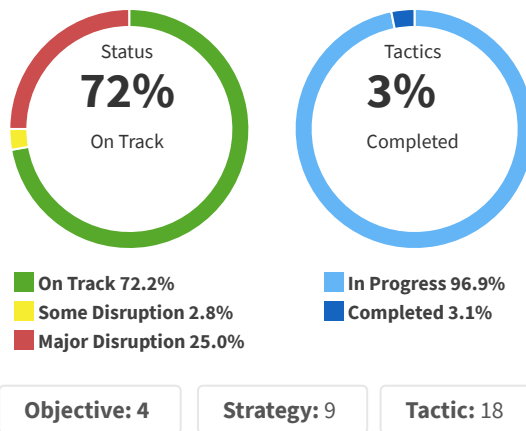 Status
72%
On Track
Tactics
3%
Completed
On Track 72.2%
Some Disruption 2.8%
Major Disruption 25.0%
In Progress 96.9%
Completed 3.1%
Objective: 4
Strategy: 9
Tactic: 18